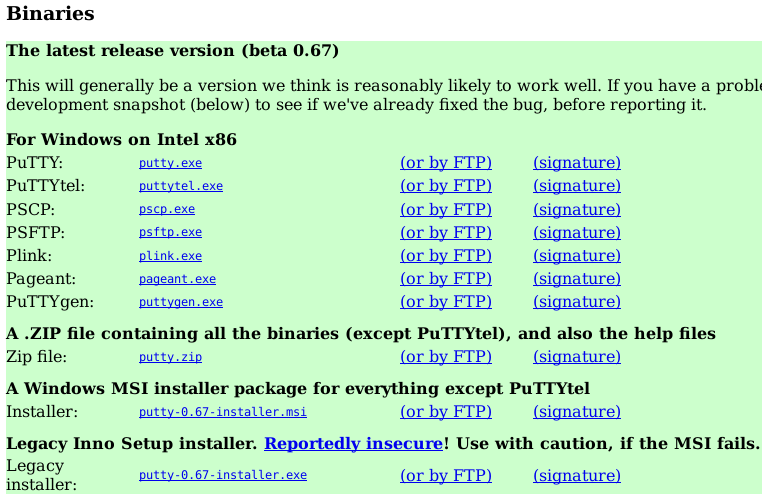 Binaries
The latest release version (beta 0.67)
This will generally be a version we think is reasonably likely to work well. If you have a
development snapshot (below) to see if we've already fixed the bug, before reporting it.
For Windows on Intel x86
PuTTY: putty.exe (or by FTP) (signature)
PuTTYtel: puttytel.exe (or by FTP) (signature)
PSCP: pscp.exe (or by FTP) (signature)
PSFTP: psftp.exe (or by FTP) (signature)
Plink: plink.exe (or by FTP) (signature)
Pageant: pageant.exe (or by FTP) (signature)
PuTTYgen: puttygen.exe (or by FTP) (signature)
A .ZIP file containing all the binaries (except PuTTYtel), and also the help files
Zip file: putty.zip (or by FTP) (signature)
A Windows MSI installer package for everything except PuTTYtel
Installer: putty-0.67-installer.msi (or by FTP) (signature)
Legacy Inno Setup installer. Reportedly insecure! Use with caution, if the MSI fails.
Legacy
installer: putty-0.67-installer.exe (or by FTP) (signature)